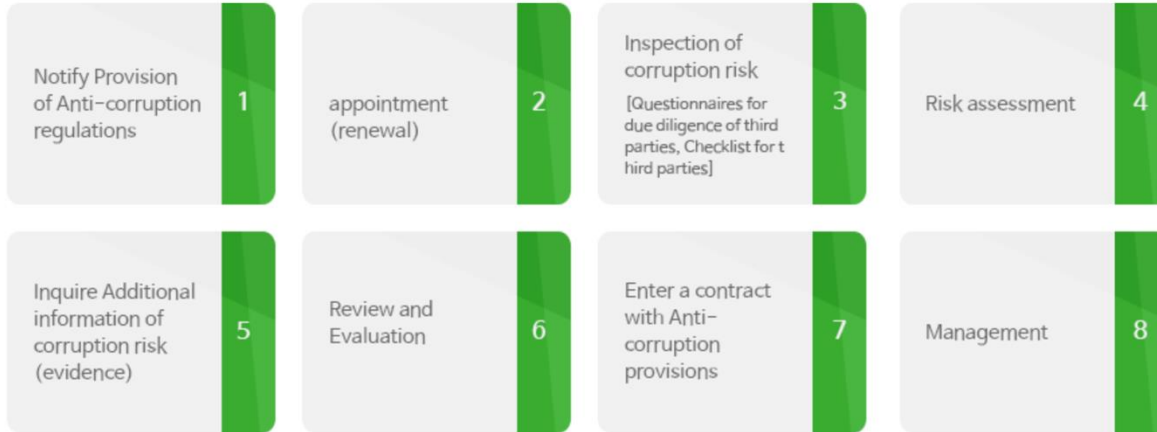 Notify Provision
of Anti-corruption
regulations
1
appointment
(renewal)
2
Inspection of
corruption risk
[Questionnaires for
due diligence of third
parties, Checklist for t
hird parties]
3
Risk assessment
4
Inquire Additional
information of
corruption risk
(evidence)
5
Review and
Evaluation
6
Enter a contract
with Anti-
corruption
provisions
7
Management
8